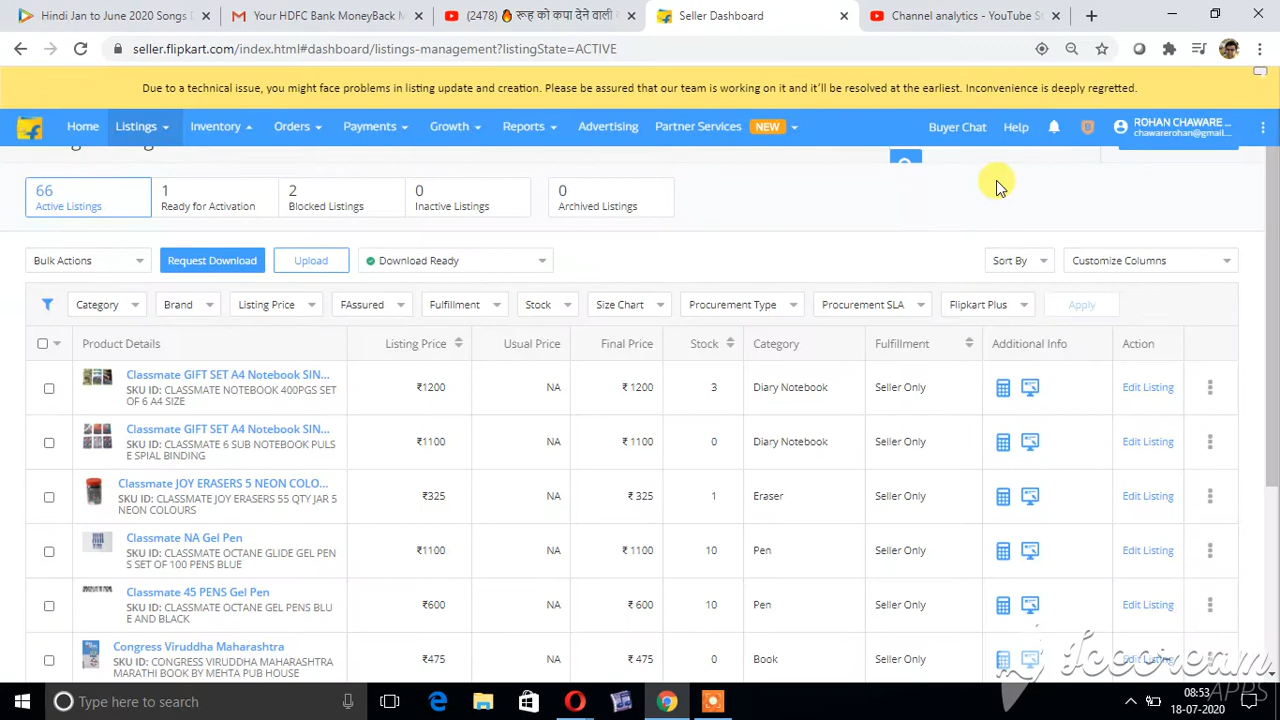 Hindi Jan to June 2020 Songs D
Your HDFC Bank MoneyBack M
(2478) 🔥 रूह को कपा देने वाली
Seller Dashboard
Channel analytics - YouTube St
seller.flipkart.com/index.html#dashboard/listings-management?listingState=ACTIVE
Due to a technical issue, you might face problems in listing update and creation. Please be assured that our team is working on it and it'll be resolved at the earliest. Inconvenience is deeply regretted.
Home Listings Inventory Orders Payments Growth Reports Advertising Partner Services NEW Buyer Chat Help ROHAN CHAWARE ...
chawarerohan@gmail....
66 1 2 0 0
Active Listings Ready for Activation Blocked Listings Inactive Listings Archived Listings
Bulk Actions Request Download Upload Download Ready Sort By Customize Columns
Category Brand Listing Price FAssured Fulfillment Stock Size Chart Procurement Type Procurement SLA Flipkart Plus Apply
Product Details Listing Price Usual Price Final Price Stock Category Fulfillment Additional Info Action
Classmate GIFT SET A4 Notebook SIN...
SKU ID: CLASSMATE NOTEBOOK 400PGS SET
OF 6 A4 SIZE
₹1200 NA ₹ 1200 3 Diary Notebook Seller Only Edit Listing
Classmate GIFT SET A4 Notebook SIN...
SKU ID: CLASSMATE 6 SUB NOTEBOOK PULS
E SPIAL BINDING
₹1100 NA ₹ 1100 0 Diary Notebook Seller Only Edit Listing
Classmate JOY ERASERS 5 NEON COLO...
SKU ID: CLASSMATE JOY ERASERS 55 QTY JAR 5
NEON COLOURS
₹325 NA ₹ 325 1 Eraser Seller Only Edit Listing
Classmate NA Gel Pen
SKU ID: CLASSMATE OCTANE GLIDE GEL PEN
S SET OF 100 PENS BLUE
₹1100 NA ₹ 1100 10 Pen Seller Only Edit Listing
Classmate 45 PENS Gel Pen
SKU ID: CLASSMATE OCTANE GEL PENS BLU
E AND BLACK
₹600 NA ₹ 600 10 Pen Seller Only Edit Listing
Congress Viruddha Maharashtra
SKU ID: CONGRESS VIRUDDHA MAHARASHTRA
MARATHI BOOK BY MEHTA PUB HOUSE
₹475 NA ₹ 475 0 Book Seller Only Edit Listing
Icecream
APPS
Type here to search
08:53
18-07-2020